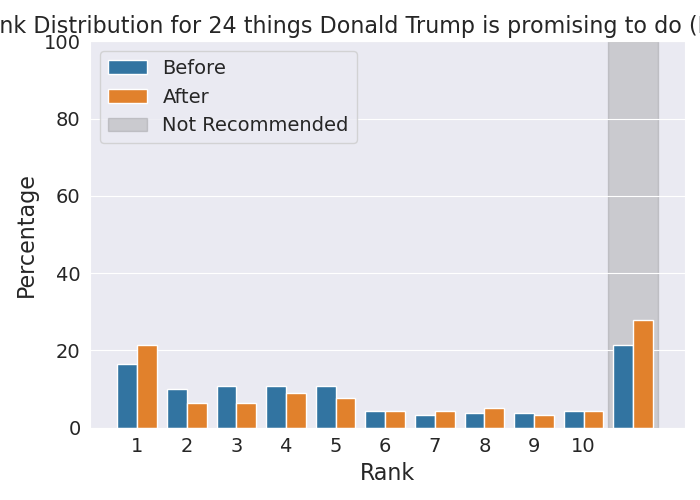 nk Distribution for 24 things Donald Trump is promising to do (
100
80
60
40
20
0
Percentage
Before
After
Not Recommended
1 2 3 4 5 6 7 8 9 10
Rank